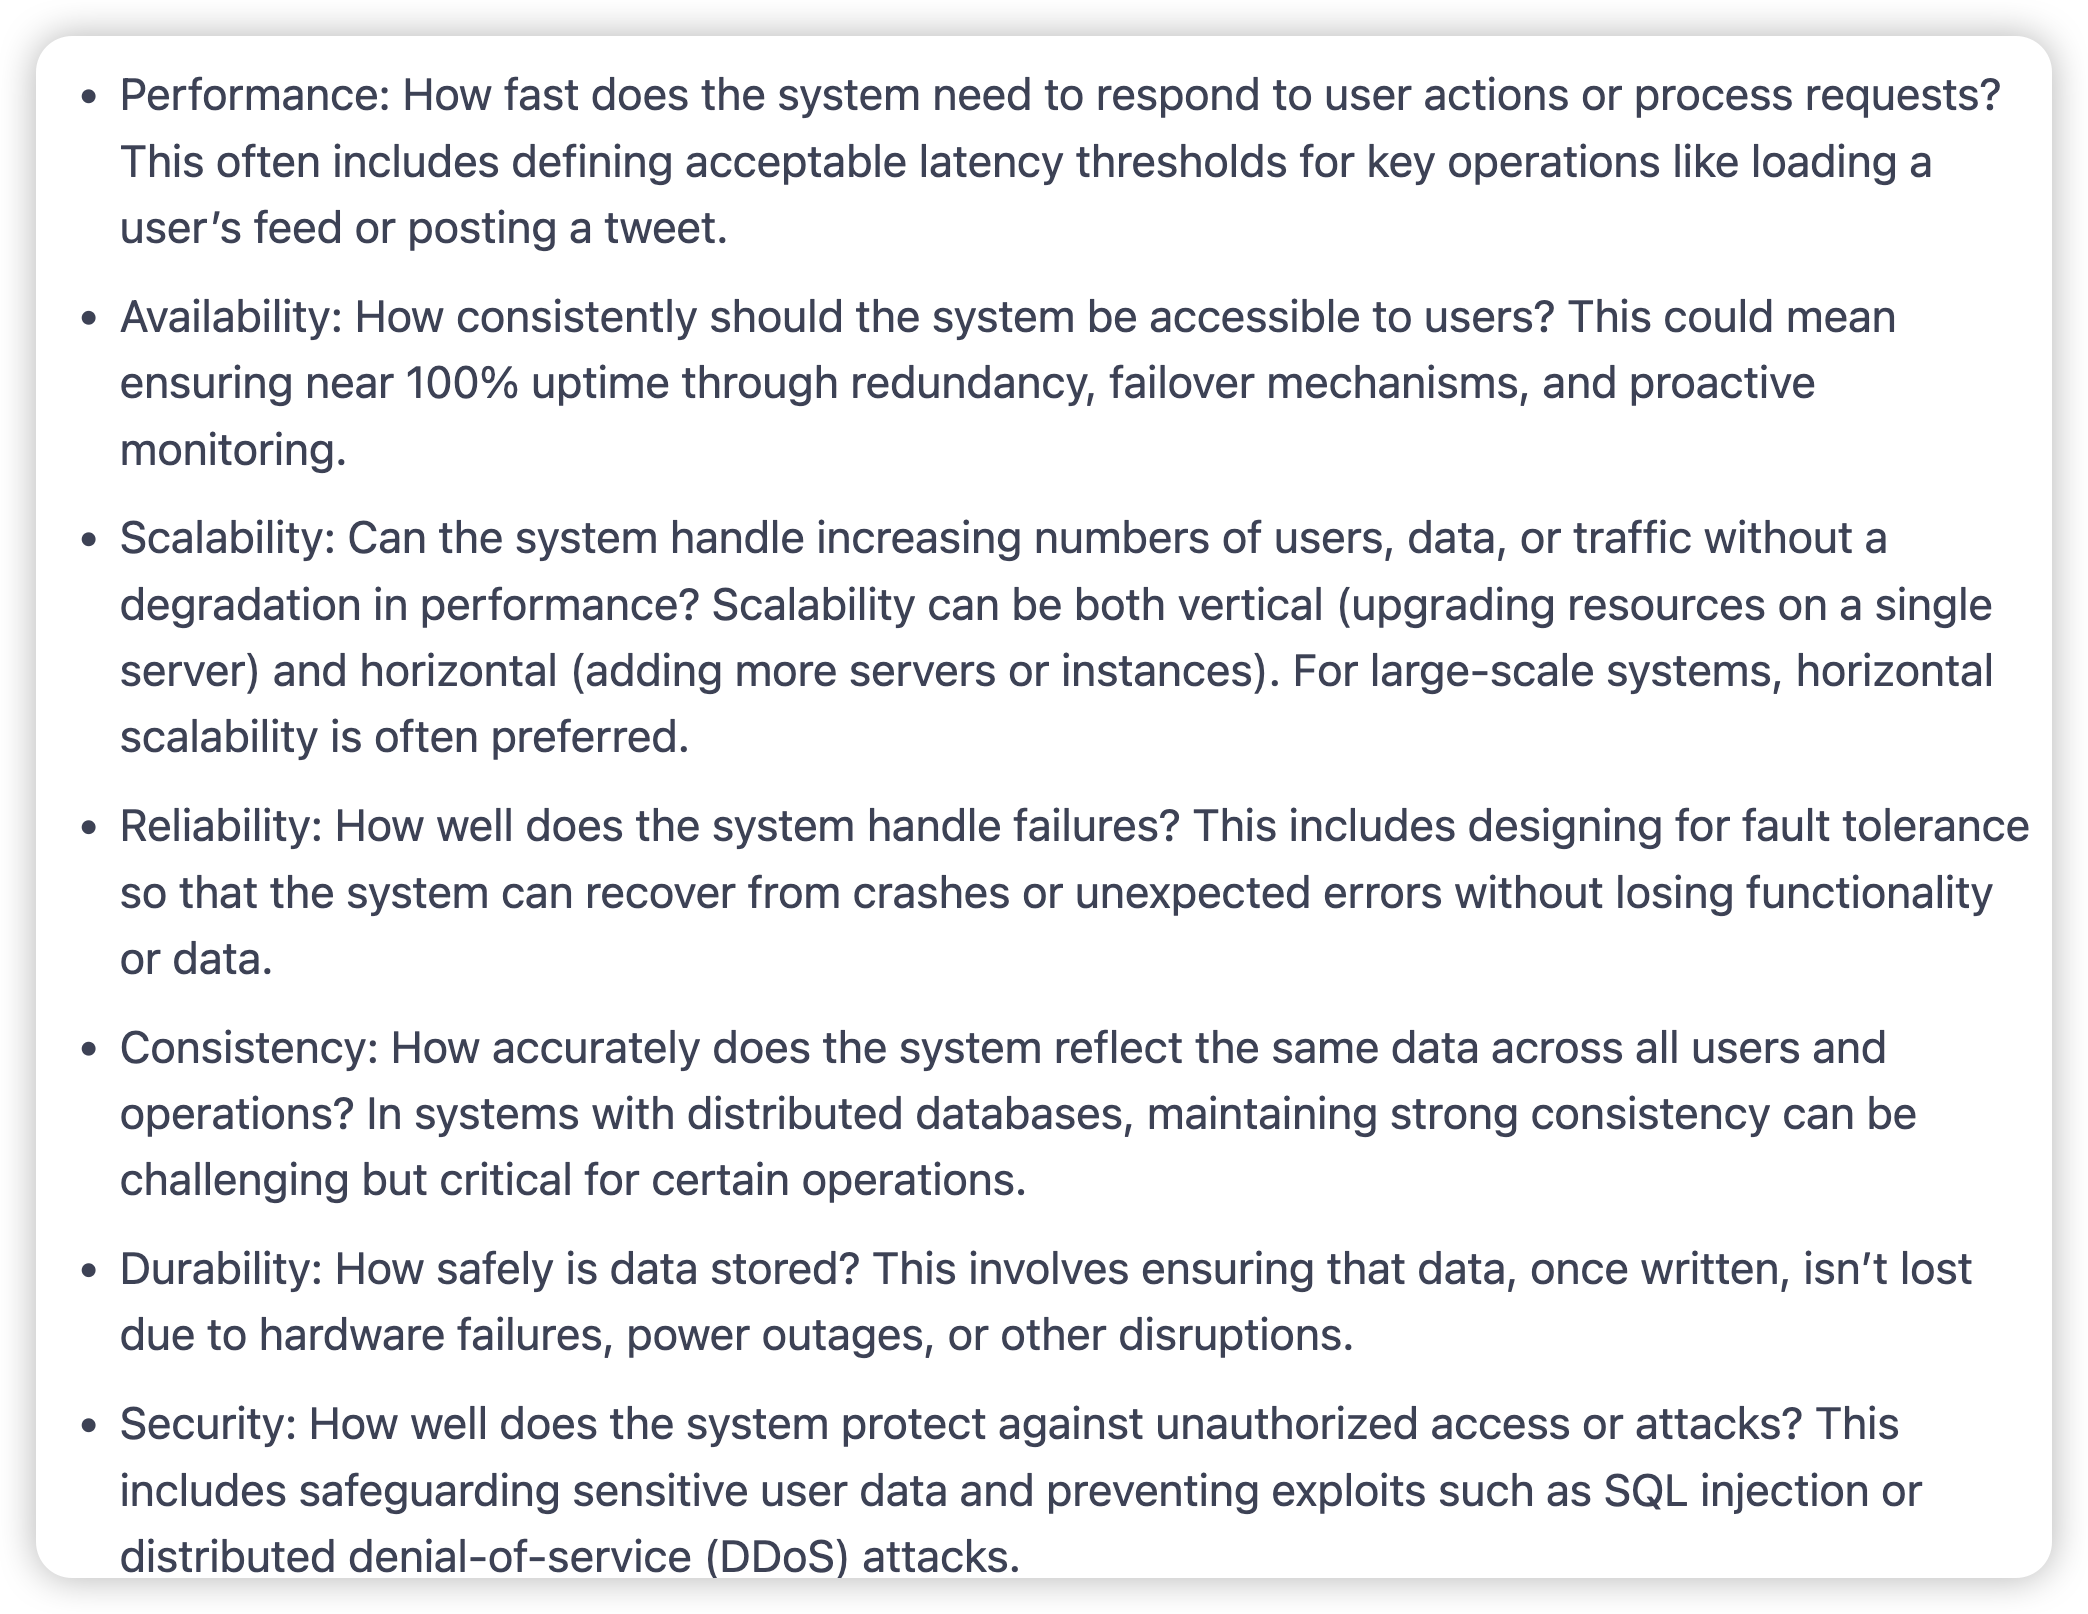 • Performance: How fast does the system need to respond to user actions or process requests?
This often includes defining acceptable latency thresholds for key operations like loading a
user’s feed or posting a tweet.
• Availability: How consistently should the system be accessible to users? This could mean
ensuring near 100% uptime through redundancy, failover mechanisms, and proactive
monitoring.
• Scalability: Can the system handle increasing numbers of users, data, or traffic without a
degradation in performance? Scalability can be both vertical (upgrading resources on a single
server) and horizontal (adding more servers or instances). For large-scale systems, horizontal
scalability is often preferred.
• Reliability: How well does the system handle failures? This includes designing for fault tolerance
so that the system can recover from crashes or unexpected errors without losing functionality
or data.
• Consistency: How accurately does the system reflect the same data across all users and
operations? In systems with distributed databases, maintaining strong consistency can be
challenging but critical for certain operations.
• Durability: How safely is data stored? This involves ensuring that data, once written, isn’t lost
due to hardware failures, power outages, or other disruptions.
• Security: How well does the system protect against unauthorized access or attacks? This
includes safeguarding sensitive user data and preventing exploits such as SQL injection or
distributed denial-of-service (DDoS) attacks.